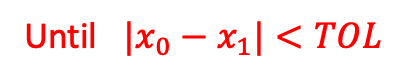 Until |x₀ − x₁| < TOL